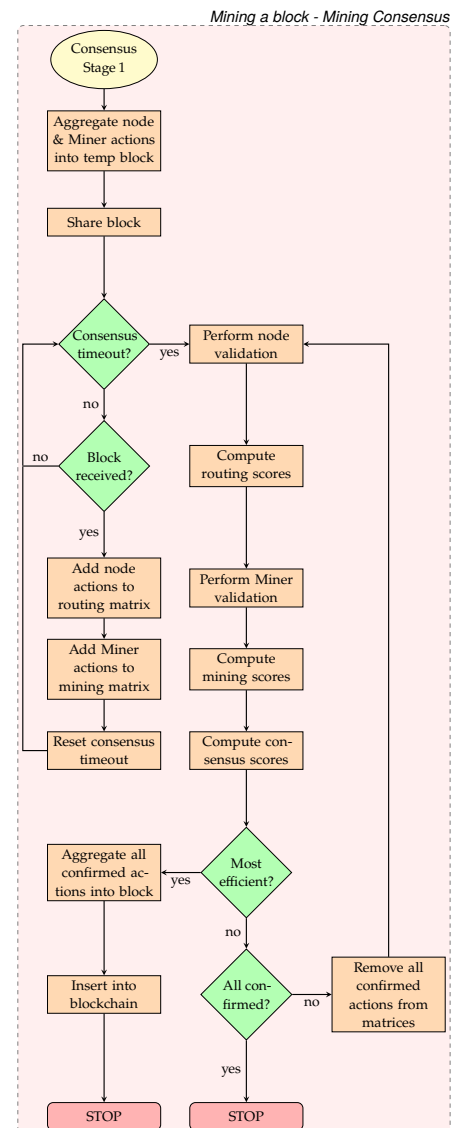 Mining a block - Mining Consensus
Consensus
Stage 1
Aggregate node
& Miner actions
into temp block
Share block
Consensus
timeout?
yes
Perform node
validation
no
no
Block
received?
Compute
routing scores
yes
Add node
actions to
routing matrix
Perform Miner
validation
Add Miner
actions to
mining matrix
Compute
mining scores
Reset consensus
timeout
Compute con-
sensus scores
Aggregate all
confirmed ac-
tions into block
yes
Most
efficient?
no
Insert into
blockchain
All con-
firmed?
no
Remove all
confirmed
actions from
matrices
yes
STOP
STOP